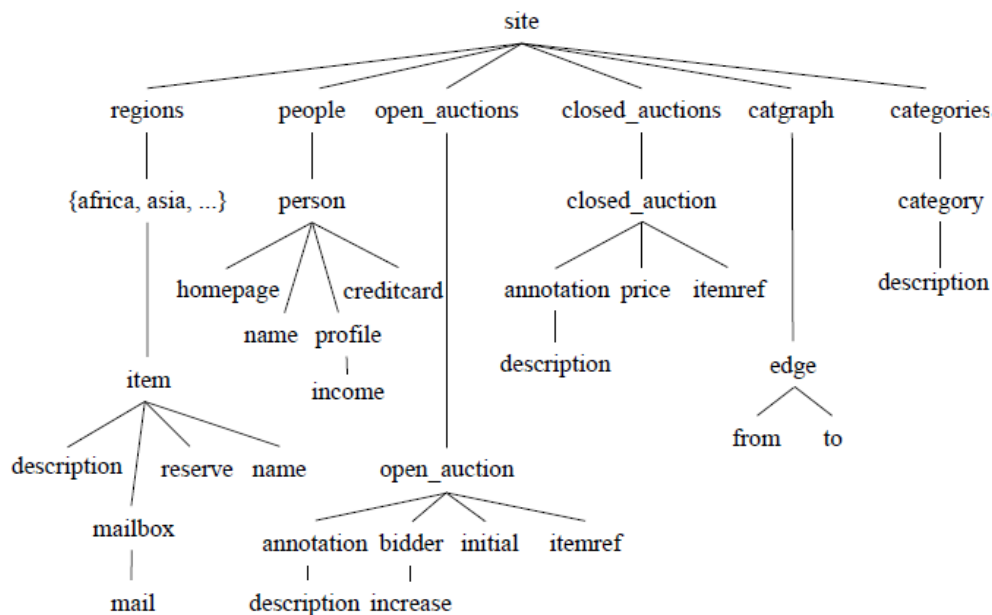 site
regions people open_auctions closed_auctions catgraph categories
{africa, asia, ...} person closed_auction category
homepage creditcard annotation price itemref description
name profile
description edge
item income
from to
description reserve name open_auction
mailbox annotation bidder initial itemref
mail description increase